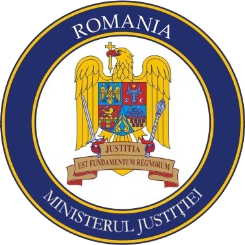 ROMANIA
JUSTITIA
EST FUNDAMENTUM REGNORUM
MINISTERUL JUSTIȚIEI